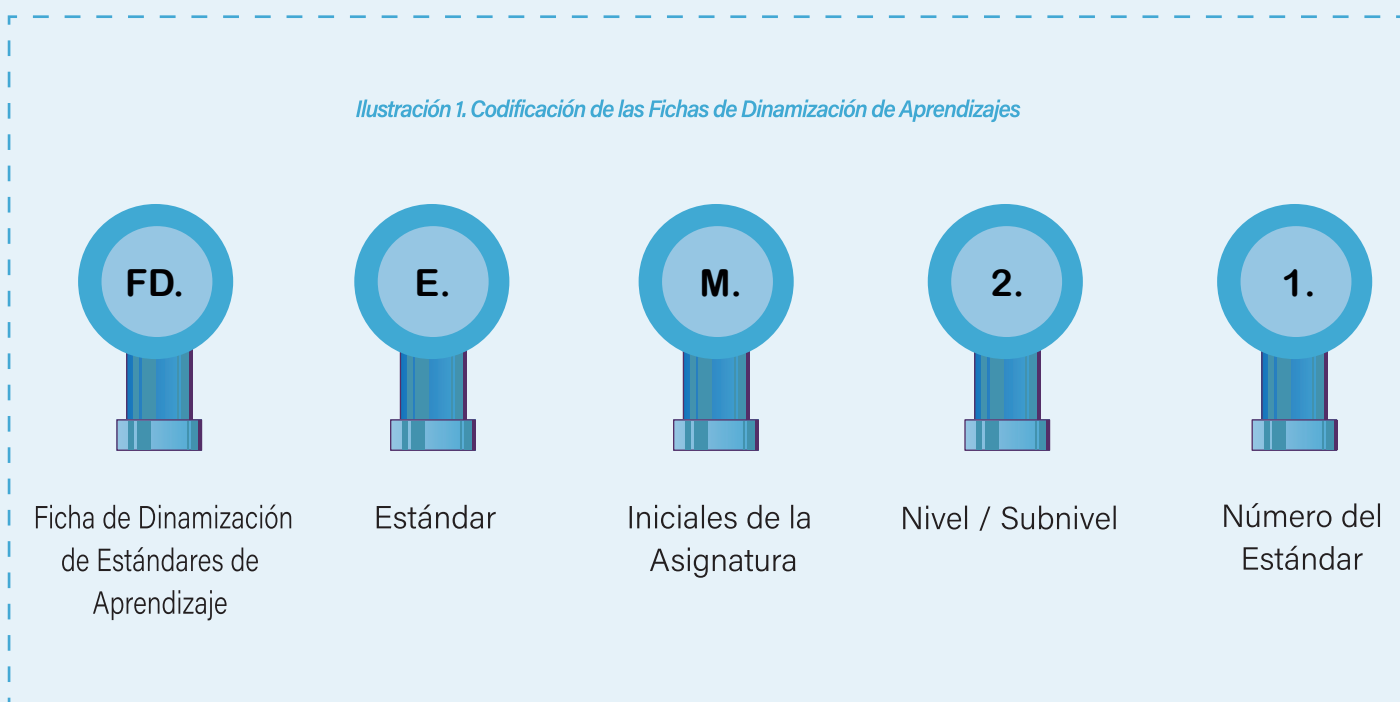 Ilustración 1. Codificación de las Fichas de Dinamización de Aprendizajes
FD.
E.
M.
2.
1.
Ficha de Dinamización
de Estándares de
Aprendizaje
Estándar
Iniciales de la
Asignatura
Nivel / Subnivel
Número del
Estándar